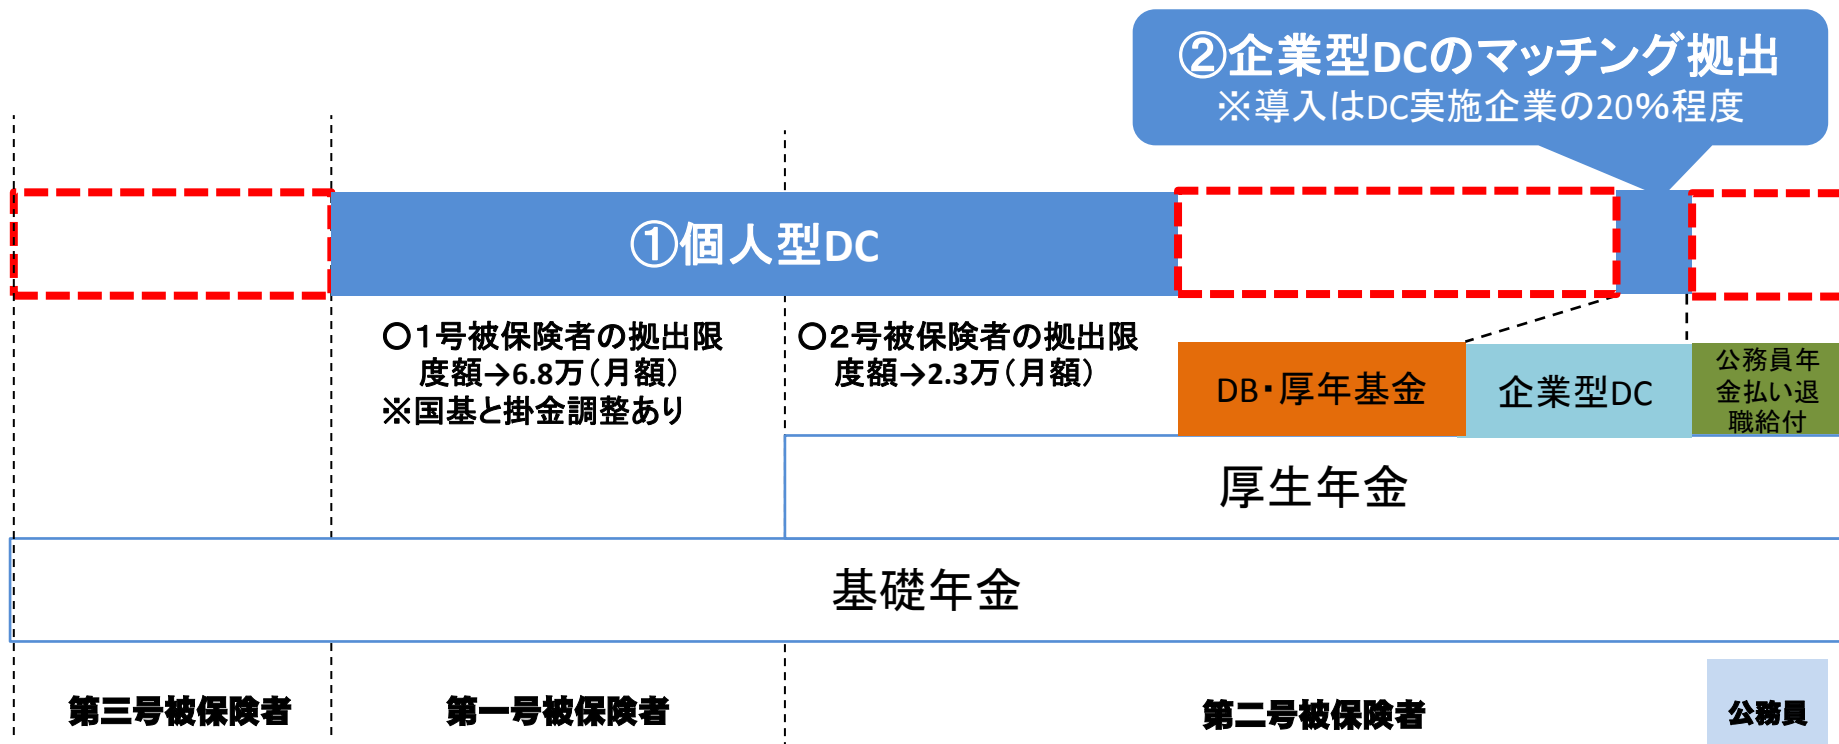 ②企業型DCのマッチング拠出
※導入はDC実施企業の20%程度
①個人型DC
○1号被保険者の拠出限
度額→6.8万(月額)
※国基と掛金調整あり
○2号被保険者の拠出限
度額→2.3万(月額)
DB・厚年基金
企業型DC
公務員年
金払い退
職給付
厚生年金
基礎年金
第三号被保険者
第一号被保険者
第二号被保険者
公務員